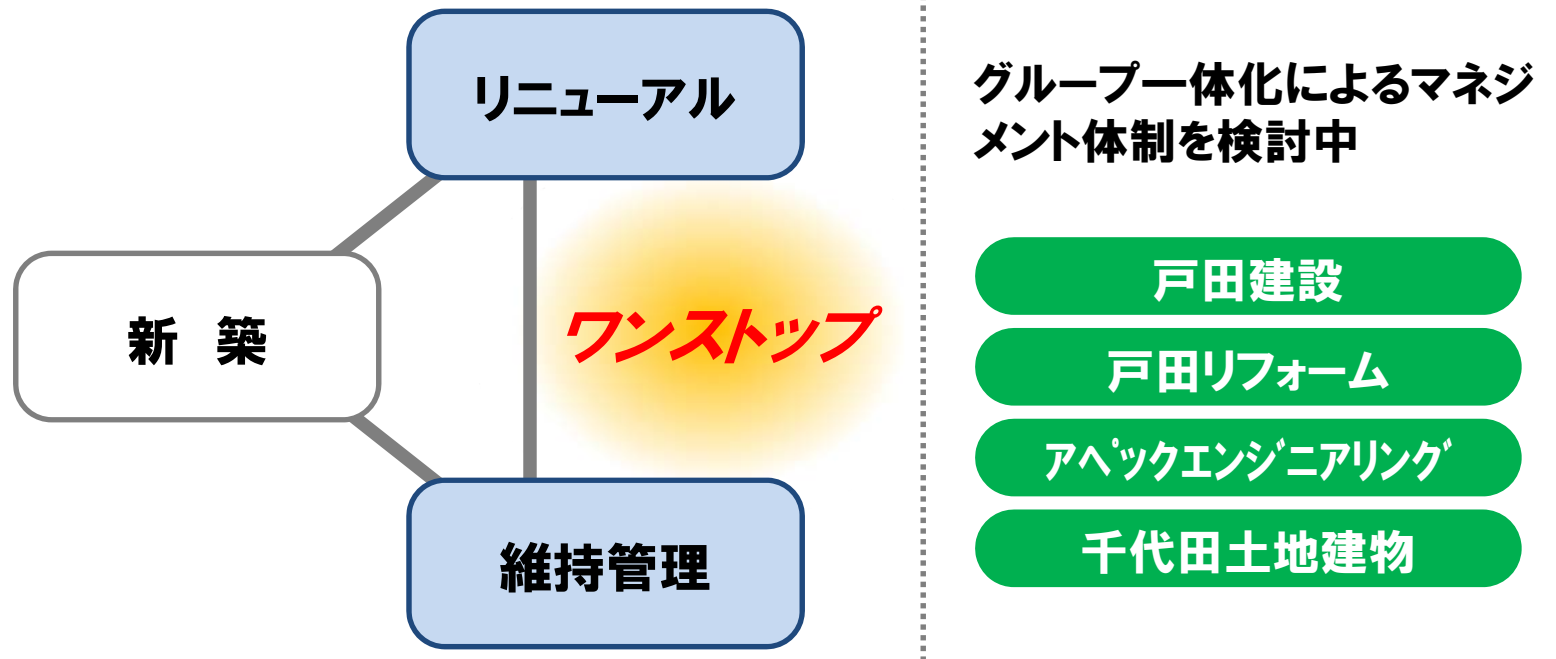 リニューアル
新 築
ワンストップ
維持管理
グループ一体化によるマネジ
メント体制を検討中
戸田建設
戸田リフォーム
アペックエンジニアリング
千代田土地建物